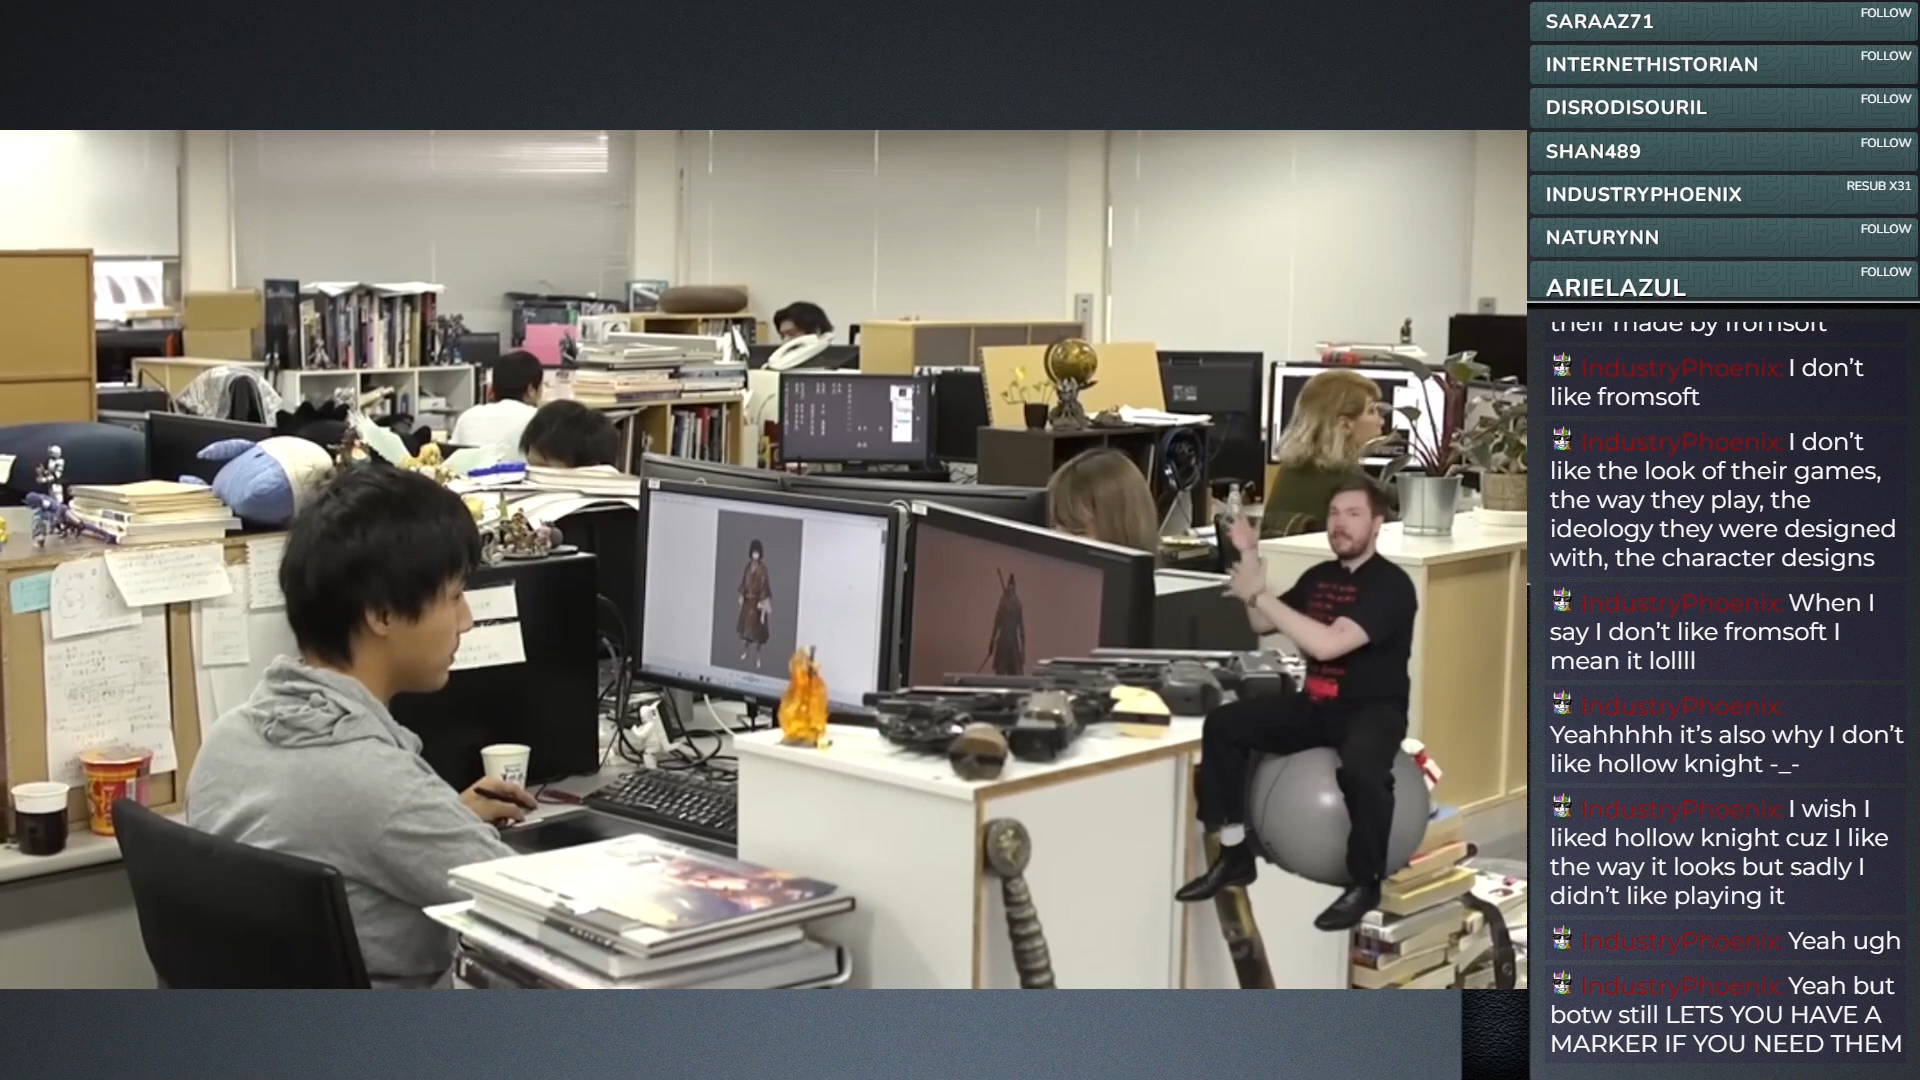 SARAAZ71
FOLLOW
INTERNETHISTORIAN
FOLLOW
DISRODISOURIL
FOLLOW
SHAN489
FOLLOW
INDUSTRYPHOENIX
RESUB X31
NATURYNN
FOLLOW
ARIELAZUL
FOLLOW
their made by fromsoft
IndustryPhoenix: I don't
like fromsoft
IndustryPhoenix: I don't
like the look of their games,
the way they play, the
ideology they were designed
with, the character designs
IndustryPhoenix: When I
say I don't like fromsoft I
mean it lollll
IndustryPhoenix:
Yeahhhhh it's also why I don't
like hollow knight -_-
IndustryPhoenix: I wish I
liked hollow knight cuz I like
the way it looks but sadly I
didn't like playing it
IndustryPhoenix: Yeah ugh
IndustryPhoenix: Yeah but
botw still LETS YOU HAVE A
MARKER IF YOU NEED THEM